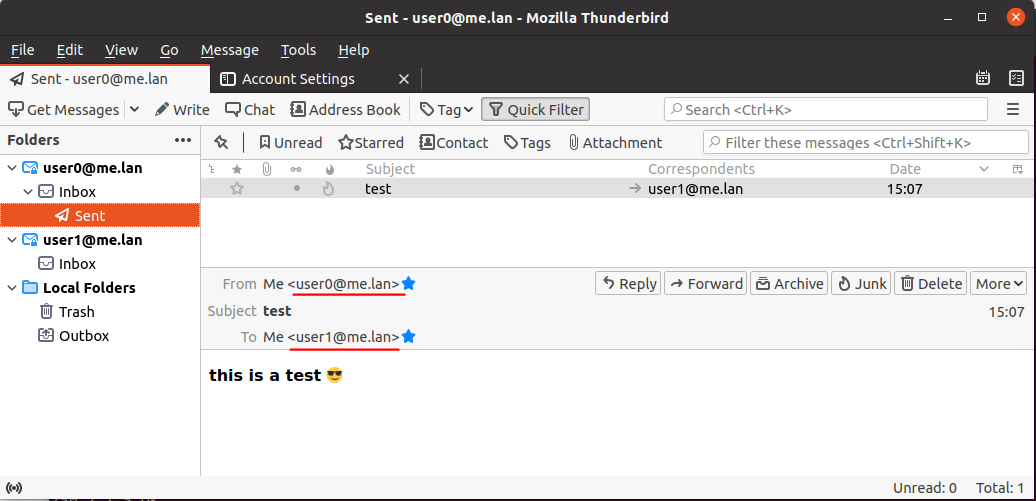 Sent - user0@me.lan - Mozilla Thunderbird
File Edit View Go Message Tools Help
Sent - user0@me.lan Account Settings
Get Messages Write Chat Address Book Tag Quick Filter Search <Ctrl+K>
Folders ••• Unread Starred Contact Tags Attachment Filter these messages <Ctrl+Shift+K>
user0@me.lan Subject Correspondents Date
Inbox test user1@me.lan 15:07
Sent
user1@me.lan
Inbox
Local Folders From Me <user0@me.lan> Reply Forward Archive Junk Delete More
Trash Subject test 15:07
Outbox To Me <user1@me.lan>
this is a test 😎
Unread: 0 Total: 1